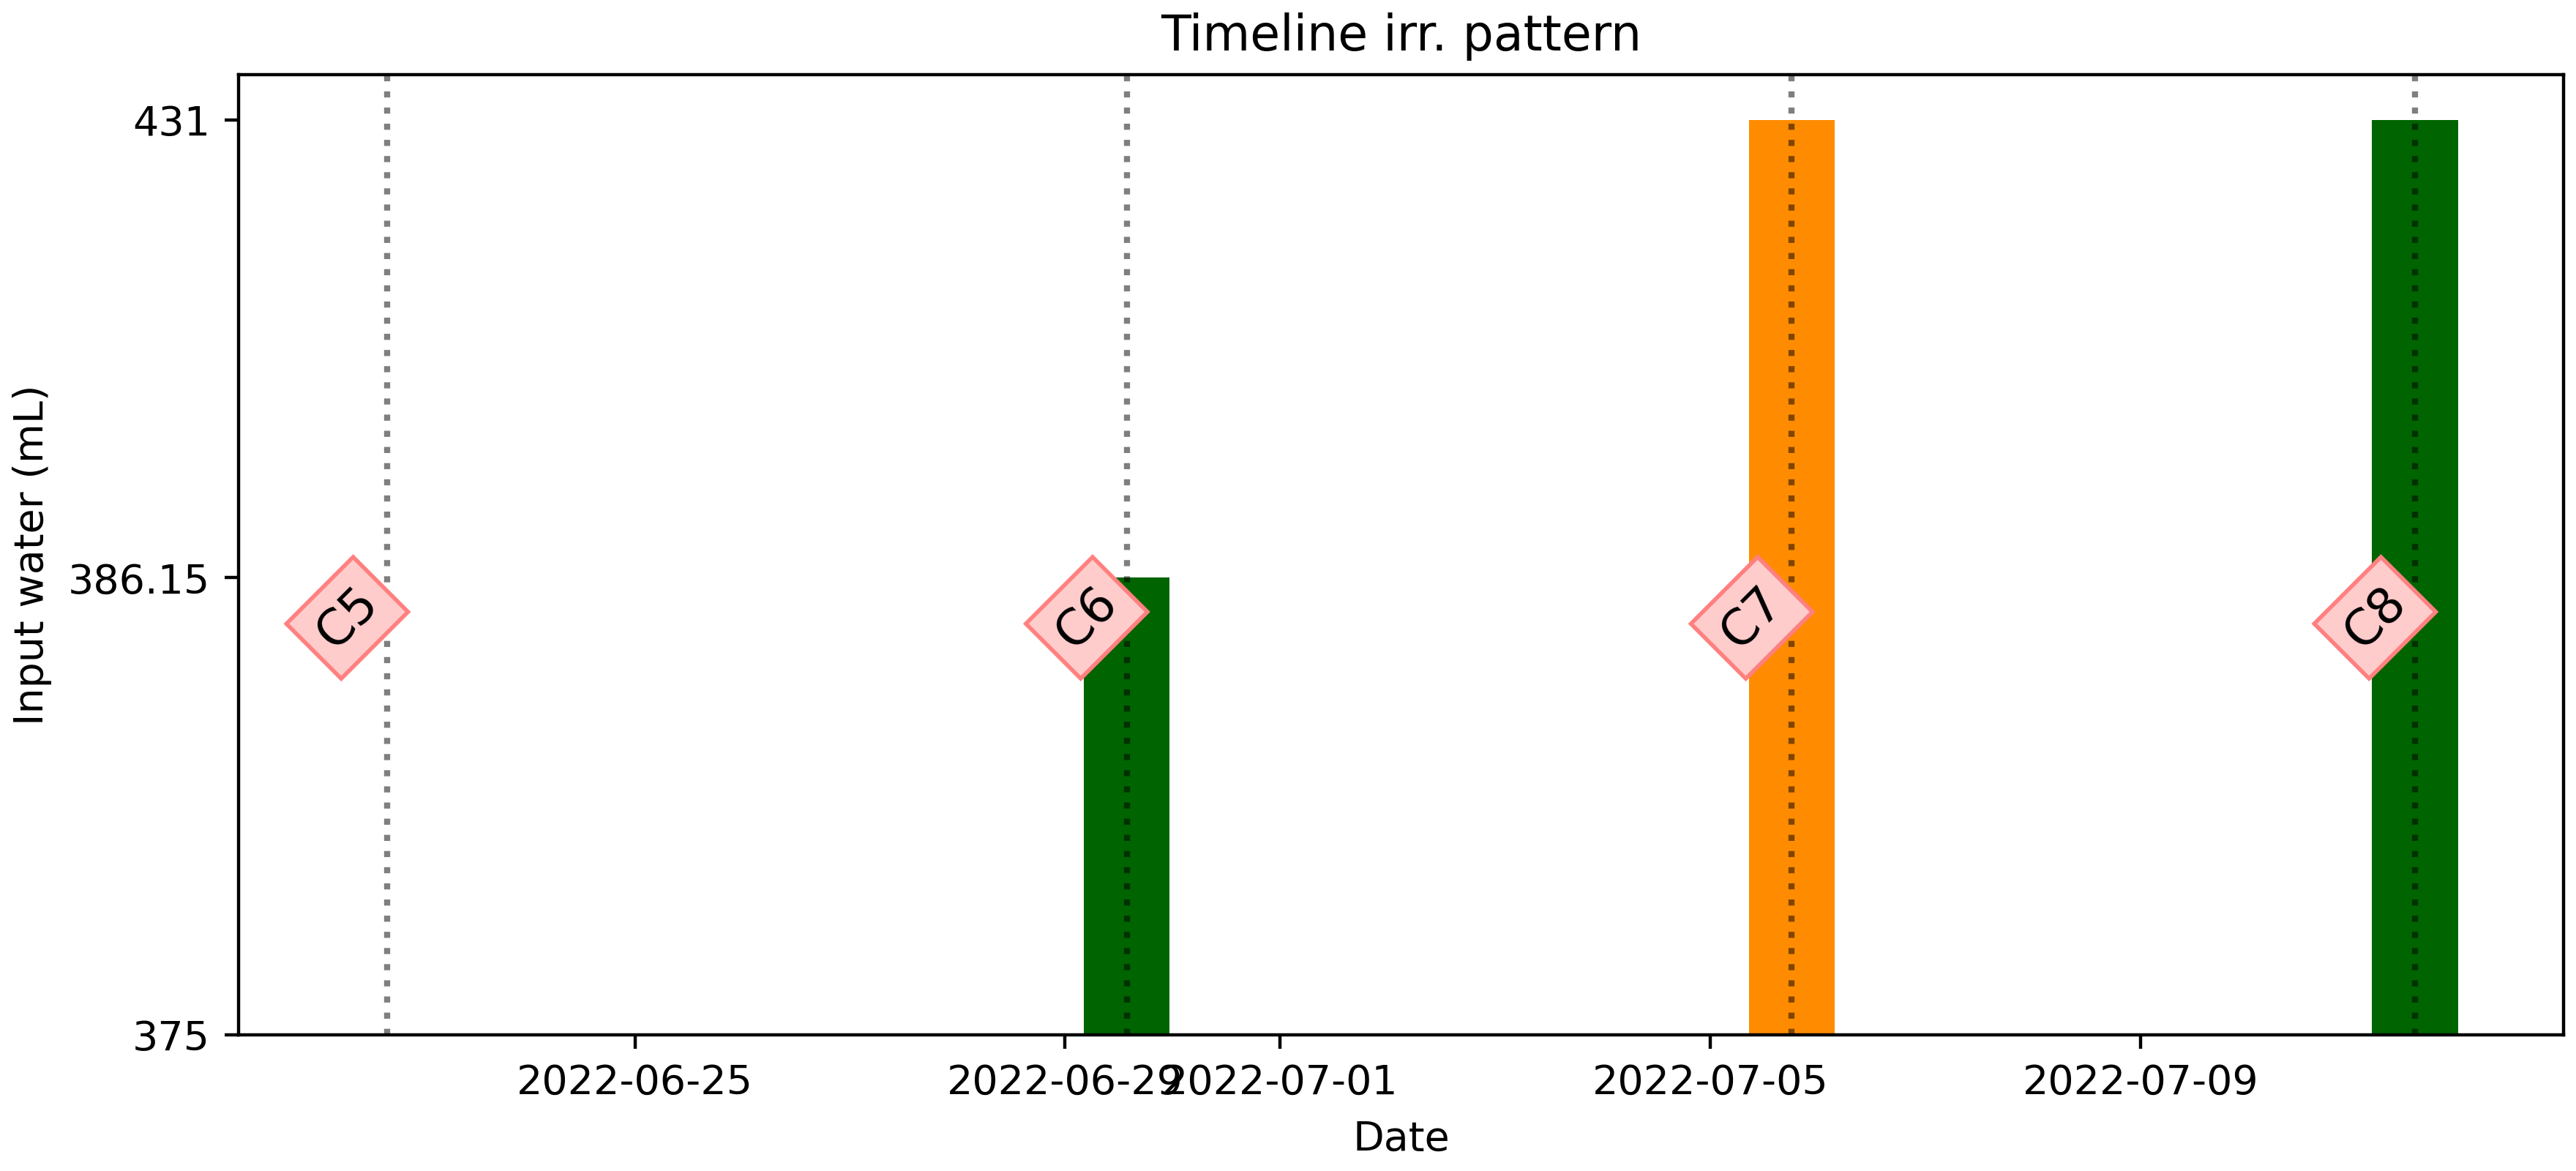 Timeline irr. pattern
431
386.15
375
Input water (mL)
C5
C6
C7
C8
2022-06-25
2022-06-29
2022-07-01
2022-07-05
2022-07-09
Date